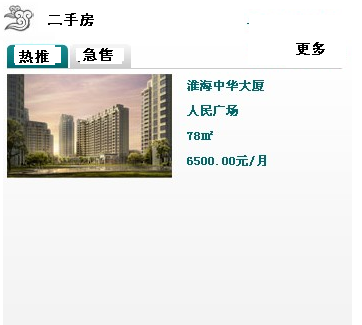 二手房
热推 急售 更多
淮海中华大厦
人民广场
78㎡
6500.00元/月